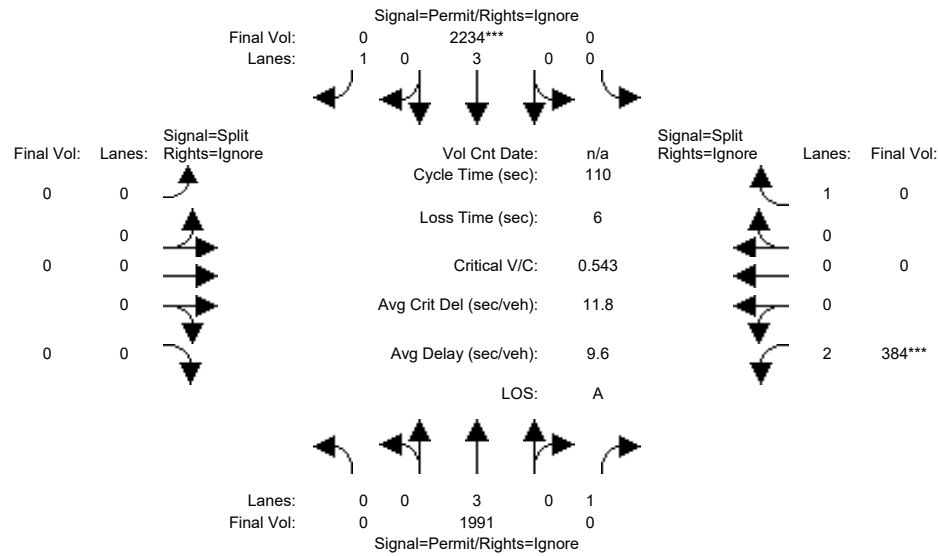 Signal=Permit/Rights=Ignore
Final Vol: 0 2234*** 0
Lanes: 1 0 3 0 0
Signal=Split Signal=Split
Final Vol: Lanes: Rights=Ignore Vol Cnt Date: n/a Rights=Ignore Lanes: Final Vol:
Cycle Time (sec): 110
0 0 1 0
Loss Time (sec): 6
0 0
0 0 Critical V/C: 0.543 0 0
0 Avg Crit Del (sec/veh): 11.8 0
0 0 Avg Delay (sec/veh): 9.6 2 384***
LOS: A
Lanes: 0 0 3 0 1
Final Vol: 0 1991 0
Signal=Permit/Rights=Ignore